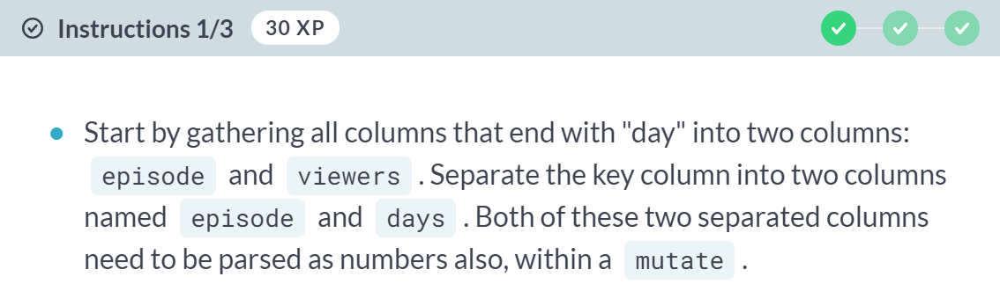 Instructions 1/3 30 XP
Start by gathering all columns that end with "day" into two columns:
episode and viewers . Separate the key column into two columns
named episode and days . Both of these two separated columns
need to be parsed as numbers also, within a mutate .